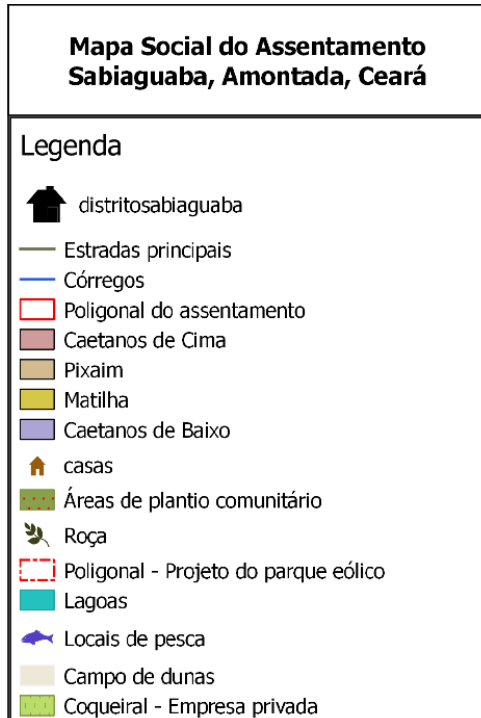 Mapa Social do Assentamento
Sabiaguaba, Amontada, Ceará
Legenda
distritosabiaguaba
Estradas principais
Córregos
Poligonal do assentamento
Caetanos de Cima
Pixaim
Matilha
Caetanos de Baixo
casas
Áreas de plantio comunitário
Roça
Poligonal - Projeto do parque eólico
Lagoas
Locais de pesca
Campo de dunas
Coqueiral - Empresa privada